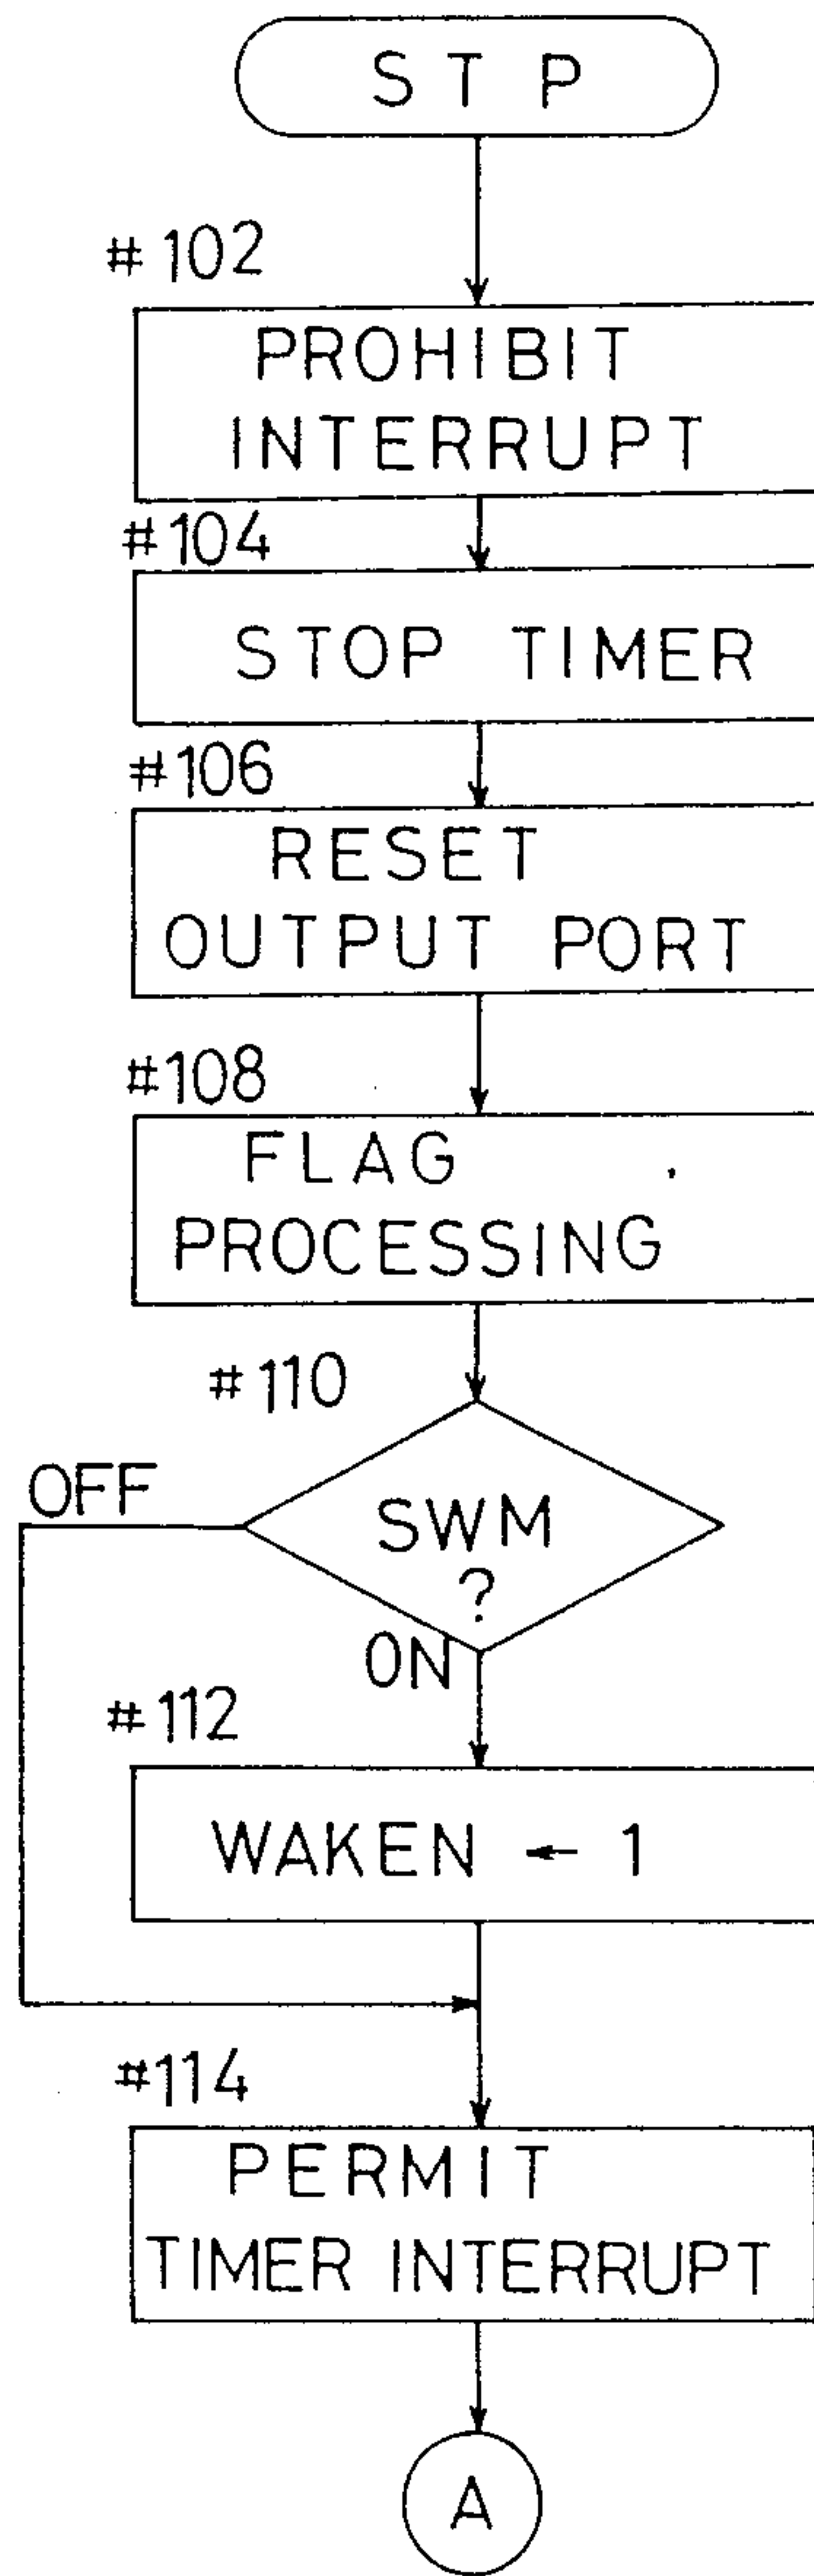 STP
#102
PROHIBIT
INTERRUPT
#104
STOP TIMER
#106
RESET
OUTPUT PORT
#108
FLAG
PROCESSING
#110
OFF
SWM
?
ON
#112
WAKEN ← 1
#114
PERMIT
TIMER INTERRUPT
A